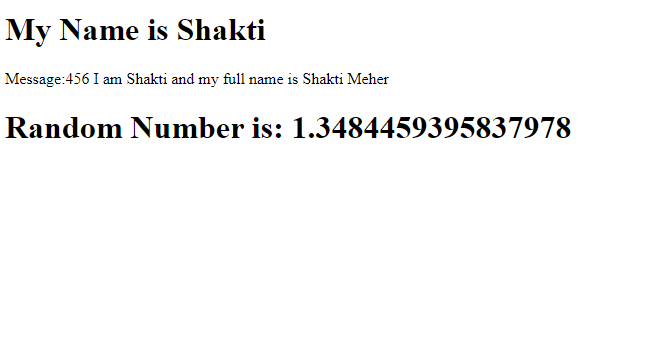 My Name is Shakti
Message:456 I am Shakti and my full name is Shakti Meher
Random Number is: 1.3484459395837978